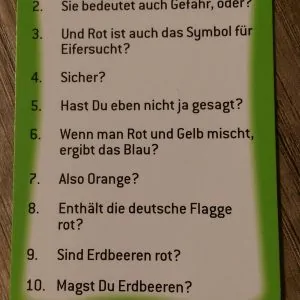 2. Sie bedeutet auch Gefahr, oder?
3. Und Rot ist auch das Symbol für
Eifersucht?
4. Sicher?
5. Hast Du eben nicht ja gesagt?
6. Wenn man Rot und Gelb mischt,
ergibt das Blau?
7. Also Orange?
8. Enthält die deutsche Flagge
rot?
9. Sind Erdbeeren rot?
10. Magst Du Erdbeeren?